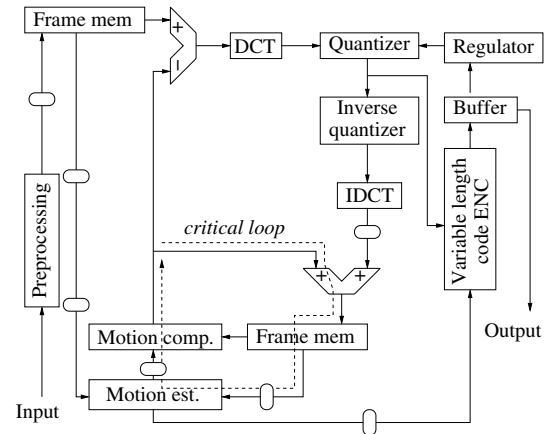 Frame mem
+
−
DCT
Quantizer
Regulator
Inverse
quantizer
Buffer
IDCT
Preprocessing
Variable length
code ENC
critical loop
+
+
Motion comp.
Frame mem
Output
Motion est.
Input